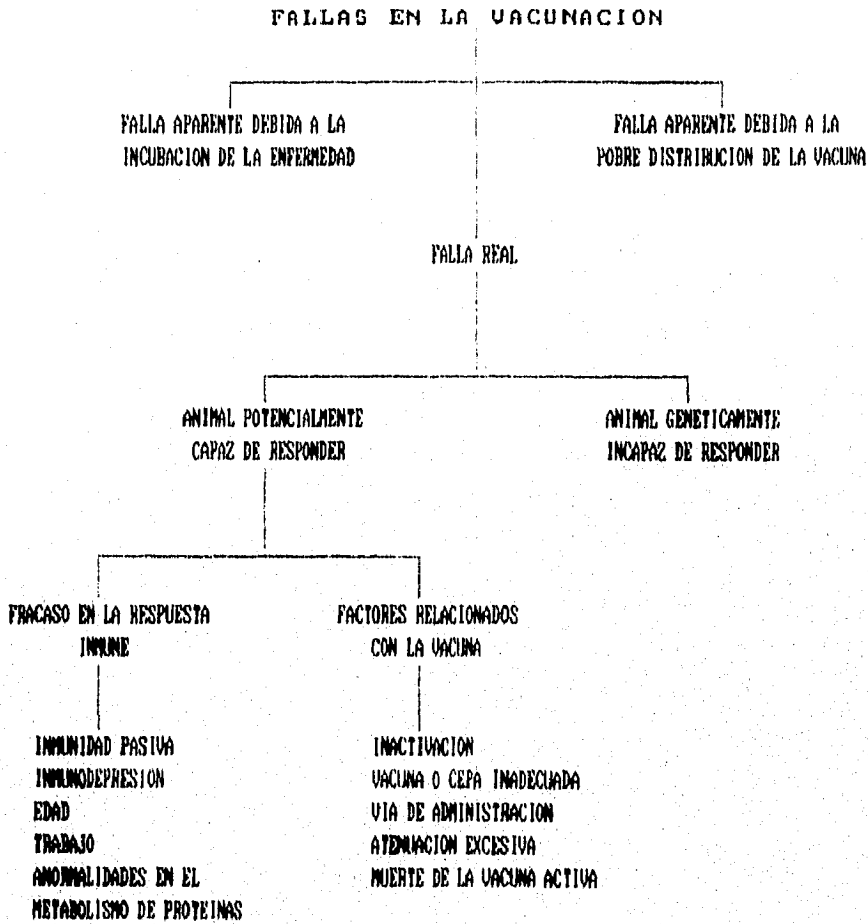 FALLAS EN LA VACUNACION
FALLA APARENTE DEBIDA A LA
INCUBACION DE LA ENFERMEDAD
FALLA APARENTE DEBIDA A LA
POBRE DISTRIBUCION DE LA VACUNA
FALLA REAL
ANIMAL POTENCIALMENTE
CAPAZ DE RESPONDER
ANIMAL GENETICAMENTE
INCAPAZ DE RESPONDER
FRACASO EN LA RESPUESTA
INMUNE
FACTORES RELACIONADOS
CON LA VACUNA
INMUNIDAD PASIVA
INMUNODEPRESION
EDAD
TRABAJO
ANORMALIDADES EN EL
METABOLISMO DE PROTEINAS
INACTIVACION
VACUNA O CEPA INADECUADA
VIA DE ADMINISTRACION
ATENUACION EXCESIVA
MUERTE DE LA VACUNA ACTIVA